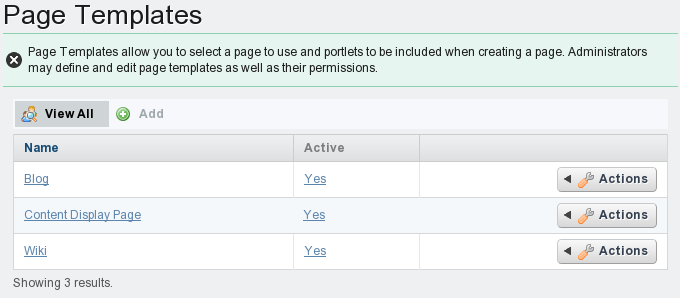 Page Templates
Page Templates allow you to select a page to use and portlets to be included when creating a page. Administrators
may define and edit page templates as well as their permissions.
View All Add
Name Active
Blog Yes Actions
Content Display Page Yes Actions
Wiki Yes Actions
Showing 3 results.